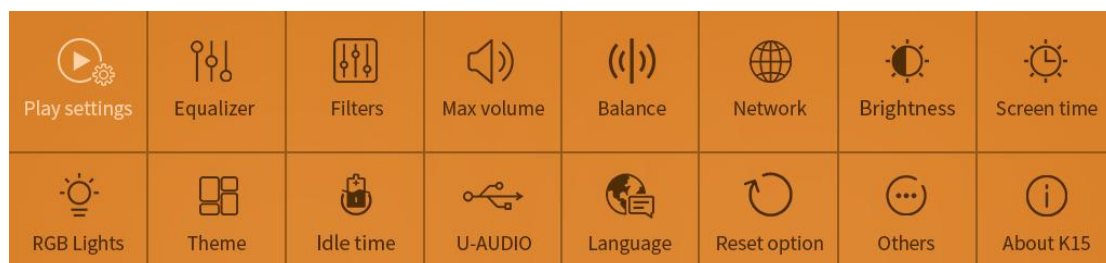 Play settings
Equalizer
Filters
Max volume
Balance
Network
Brightness
Screen time
RGB Lights
Theme
Idle time
U-AUDIO
Language
Reset option
Others
About K15